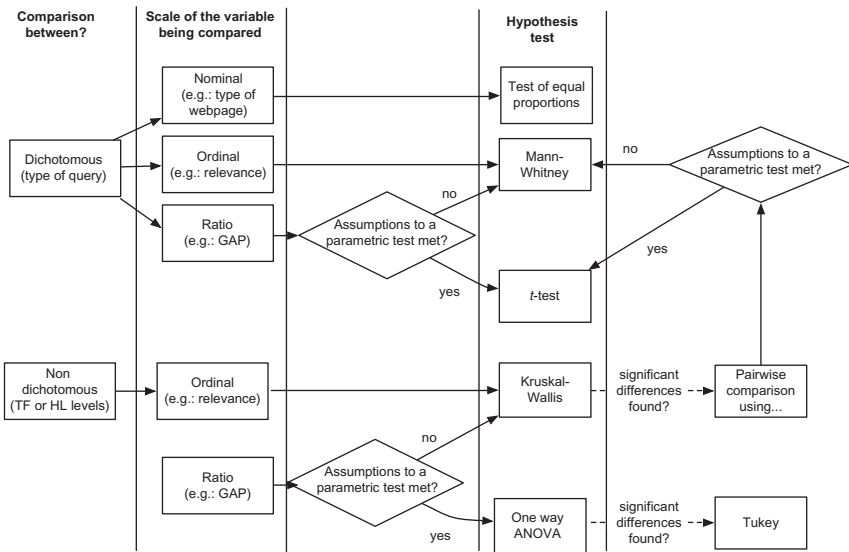 Comparison
between?
Scale of the variable
being compared
Hypothesis
test
Nominal
(e.g.: type of
webpage)
Test of equal
proportions
Dichotomous
(type of query)
Ordinal
(e.g.: relevance)
Mann-
Whitney
no
Assumptions to a
parametric test met?
Ratio
(e.g.: GAP)
Assumptions to a
parametric test met?
no
yes
t-test
yes
Non
dichotomous
(TF or HL levels)
Ordinal
(e.g.: relevance)
Kruskal-
Wallis
significant
differences
found?
Pairwise
comparison
using...
Ratio
(e.g.: GAP)
Assumptions to a
parametric test met?
no
yes
One way
ANOVA
significant
differences
found?
Tukey